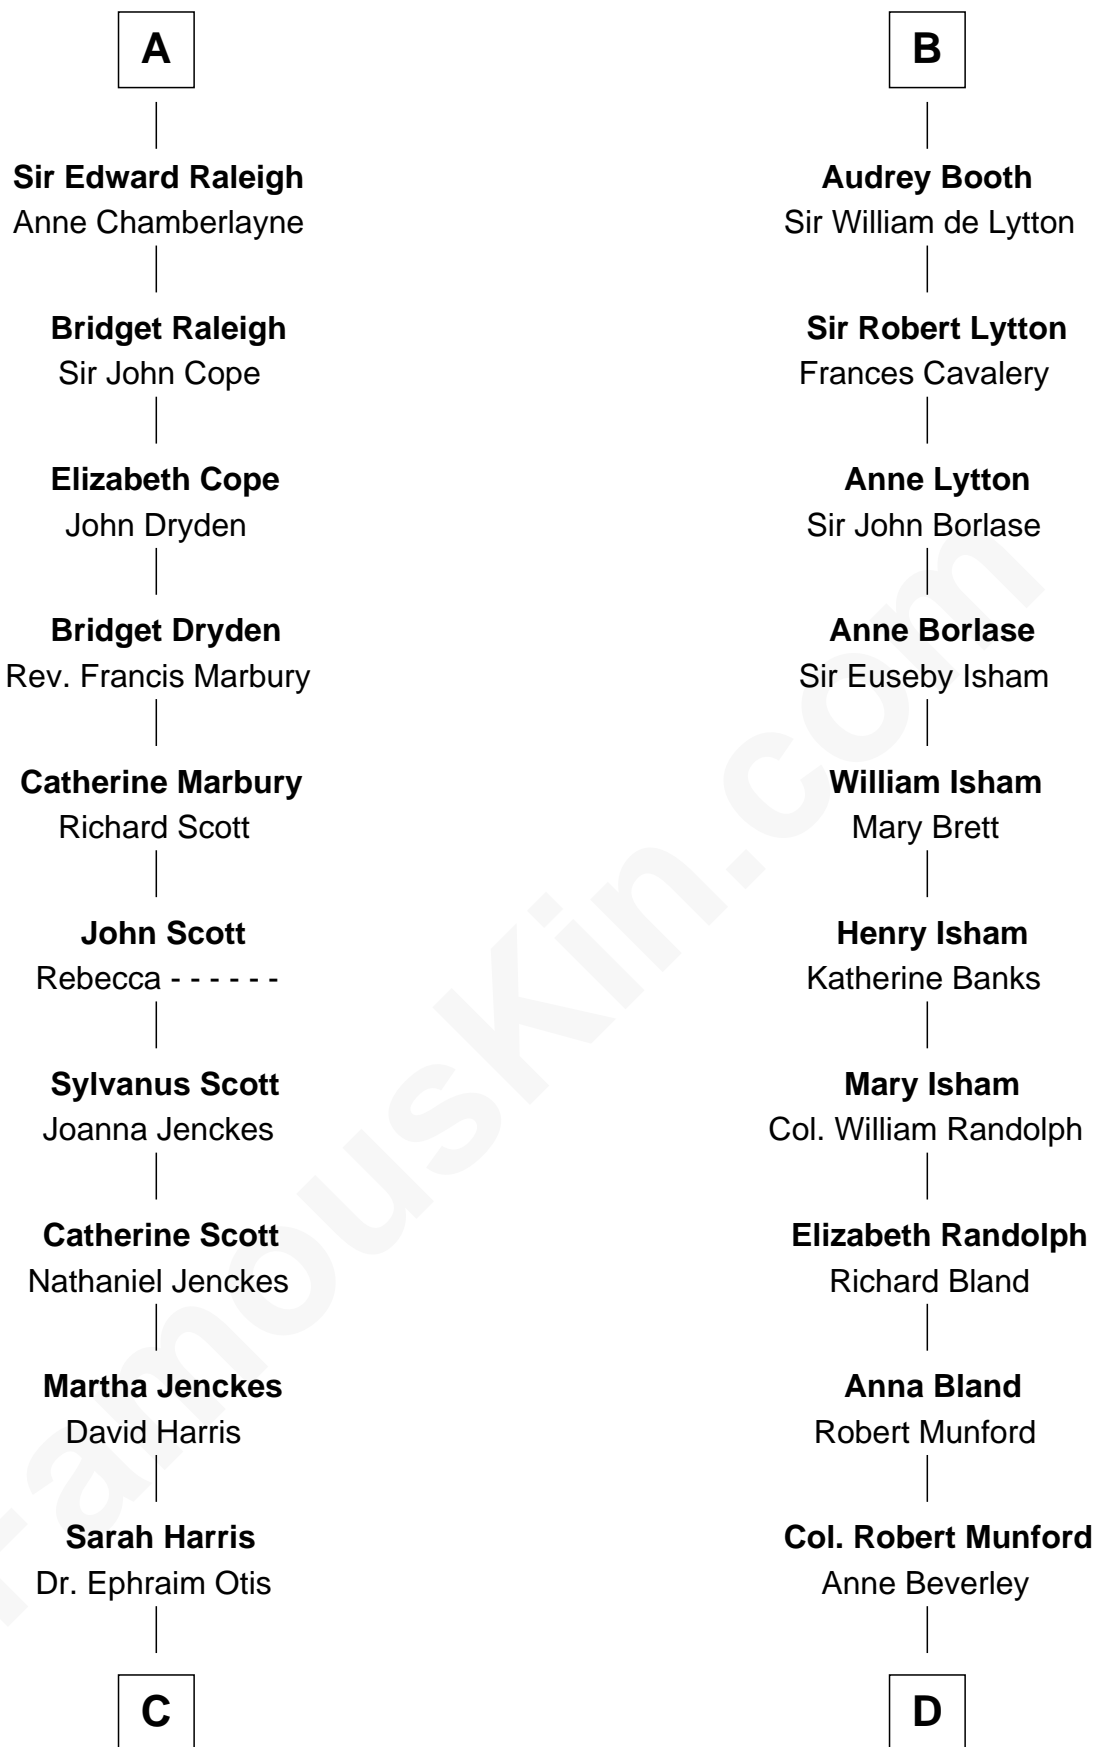 A
Sir Edward Raleigh
Anne Chamberlayne
Bridget Raleigh
Sir John Cope
Elizabeth Cope
John Dryden
Bridget Dryden
Rev. Francis Marbury
Catherine Marbury
Richard Scott
John Scott
Rebecca - - - - - -
Sylvanus Scott
Joanna Jenckes
Catherine Scott
Nathaniel Jenckes
Martha Jenckes
David Harris
Sarah Harris
Dr. Ephraim Otis
C
B
Audrey Booth
Sir William de Lytton
Sir Robert Lytton
Frances Cavalery
Anne Lytton
Sir John Borlase
Anne Borlase
Sir Euseby Isham
William Isham
Mary Brett
Henry Isham
Katherine Banks
Mary Isham
Col. William Randolph
Elizabeth Randolph
Richard Bland
Anna Bland
Robert Munford
Col. Robert Munford
Anne Beverley
D
FamousKin.com